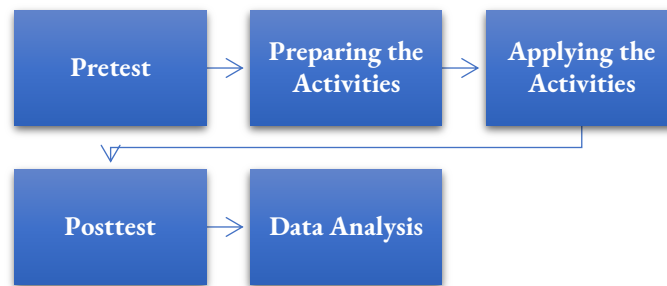 Pretest
Preparing the
Activities
Applying the
Activities
Posttest
Data Analysis